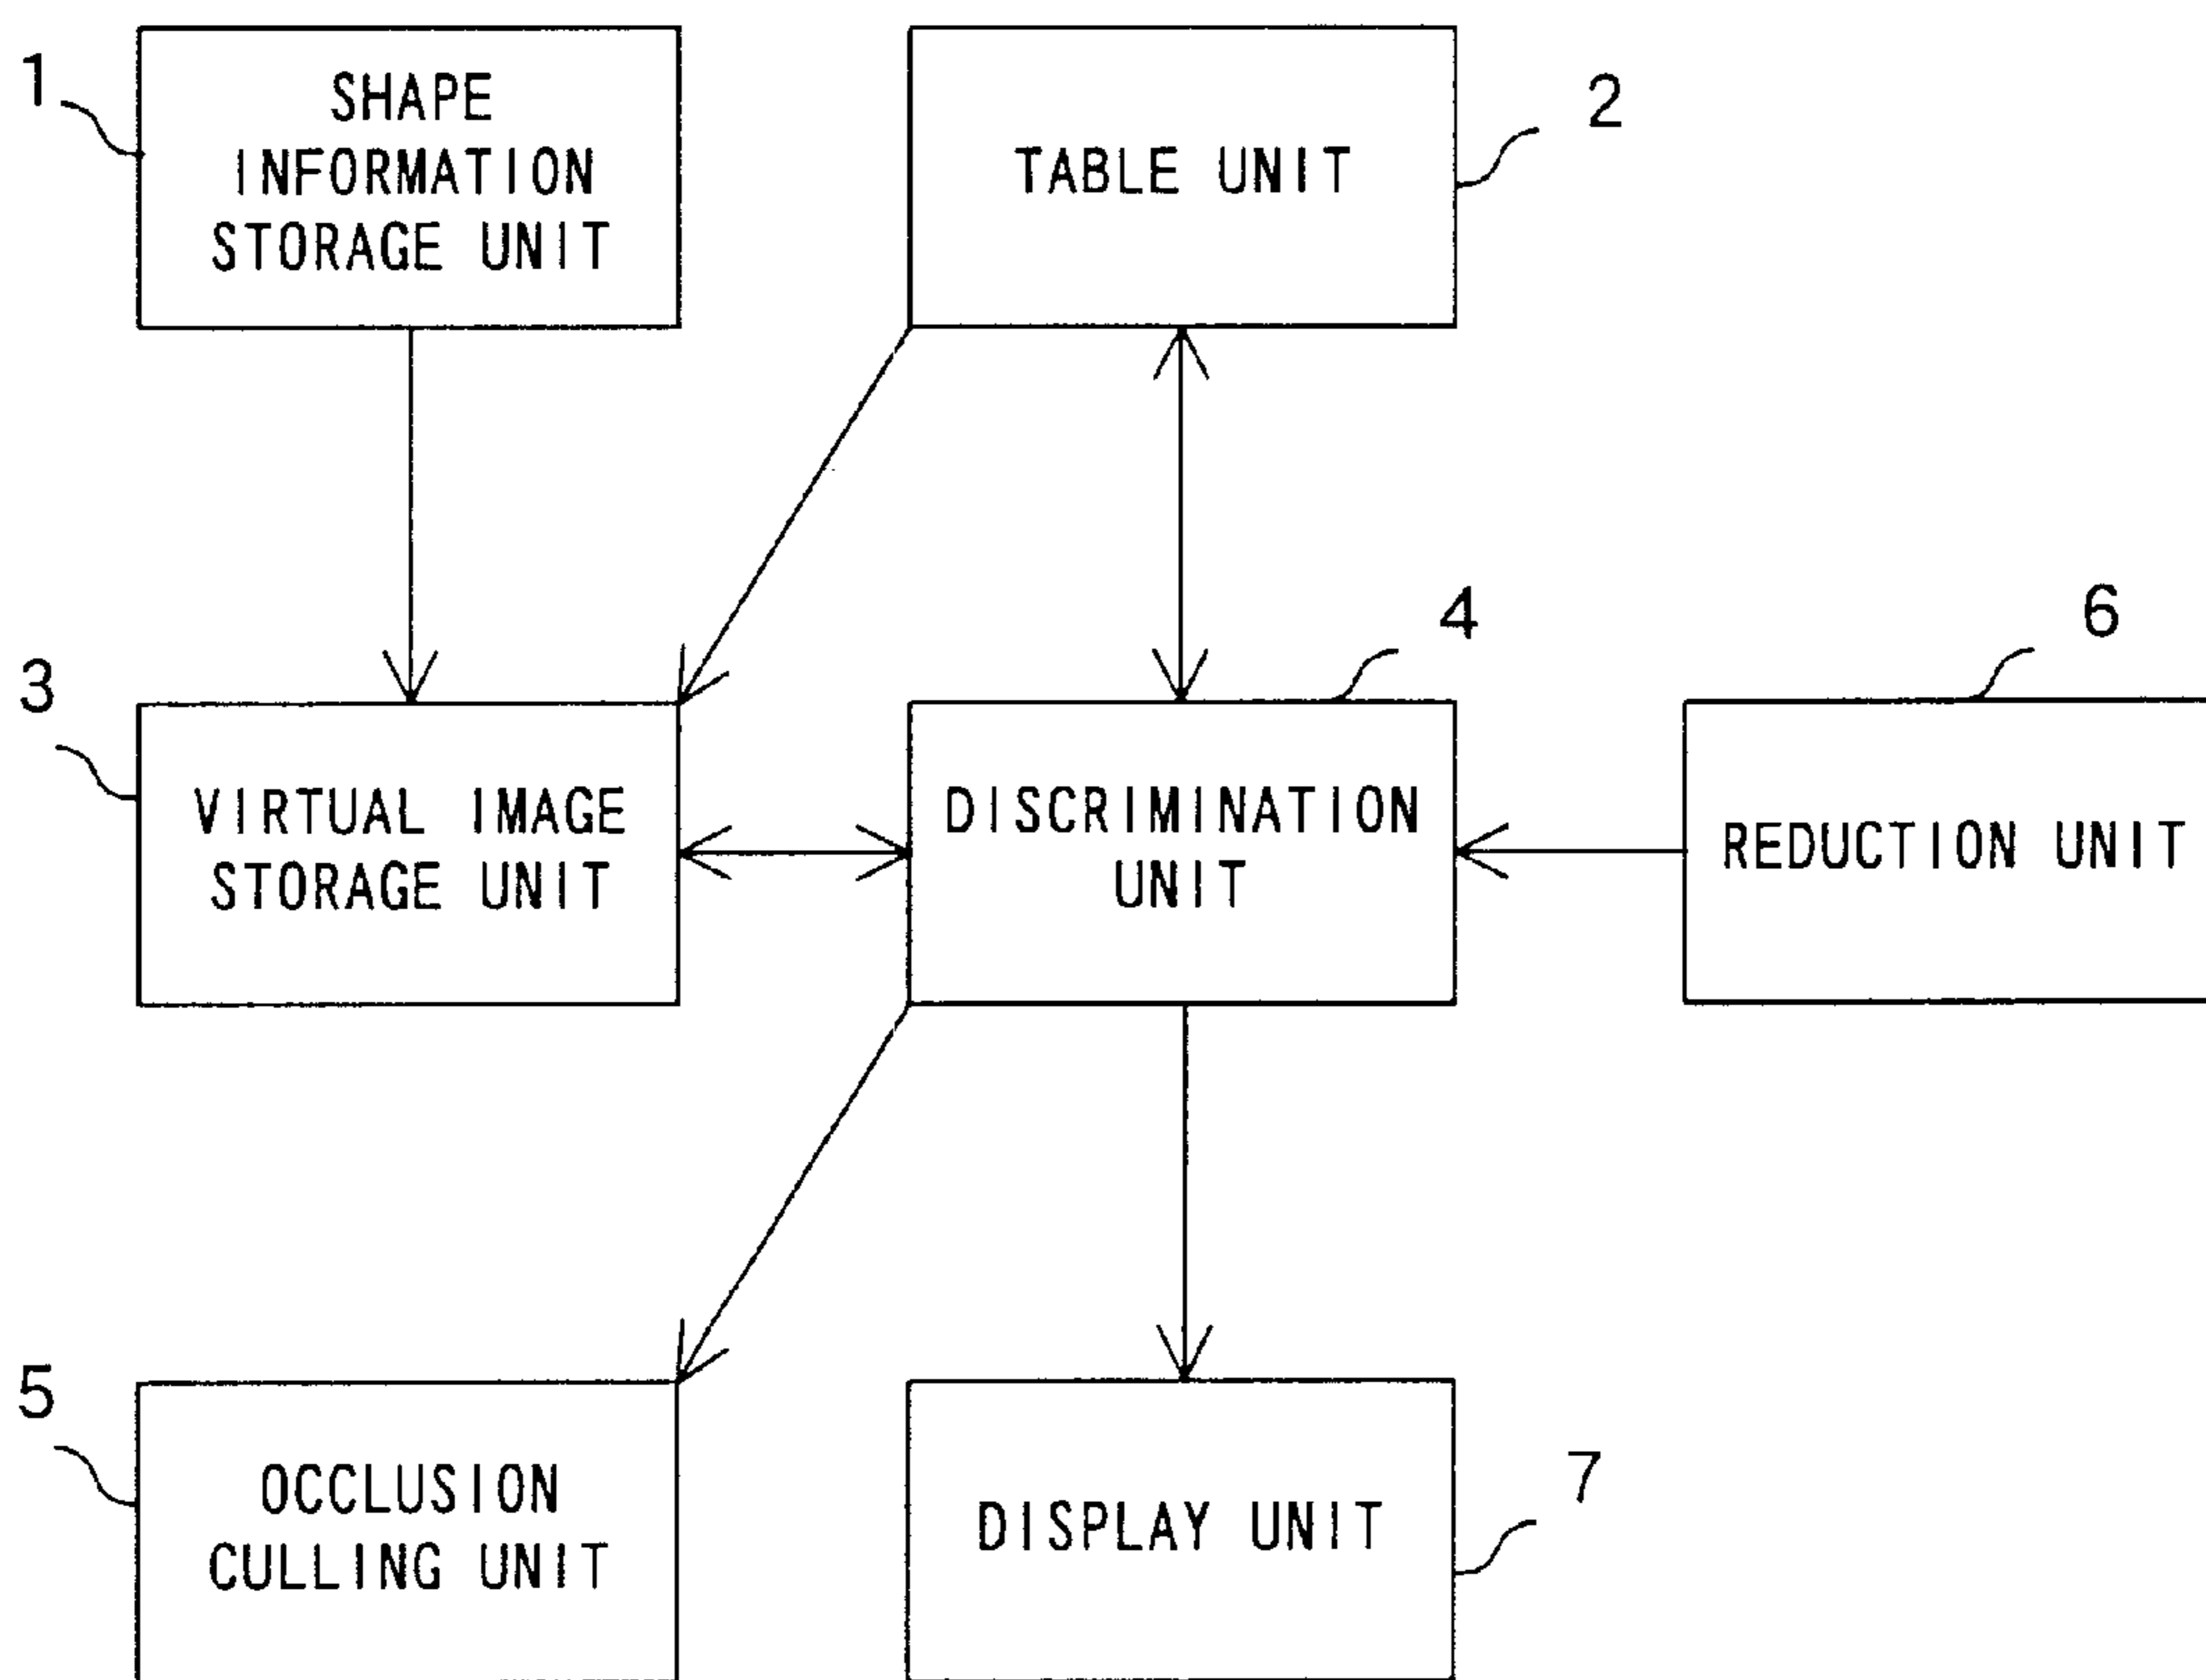 1
SHAPE
INFORMATION
STORAGE UNIT
TABLE UNIT
2
3
VIRTUAL IMAGE
STORAGE UNIT
4
DISCRIMINATION
UNIT
6
REDUCTION UNIT
5
OCCLUSION
CULLING UNIT
DISPLAY UNIT
7